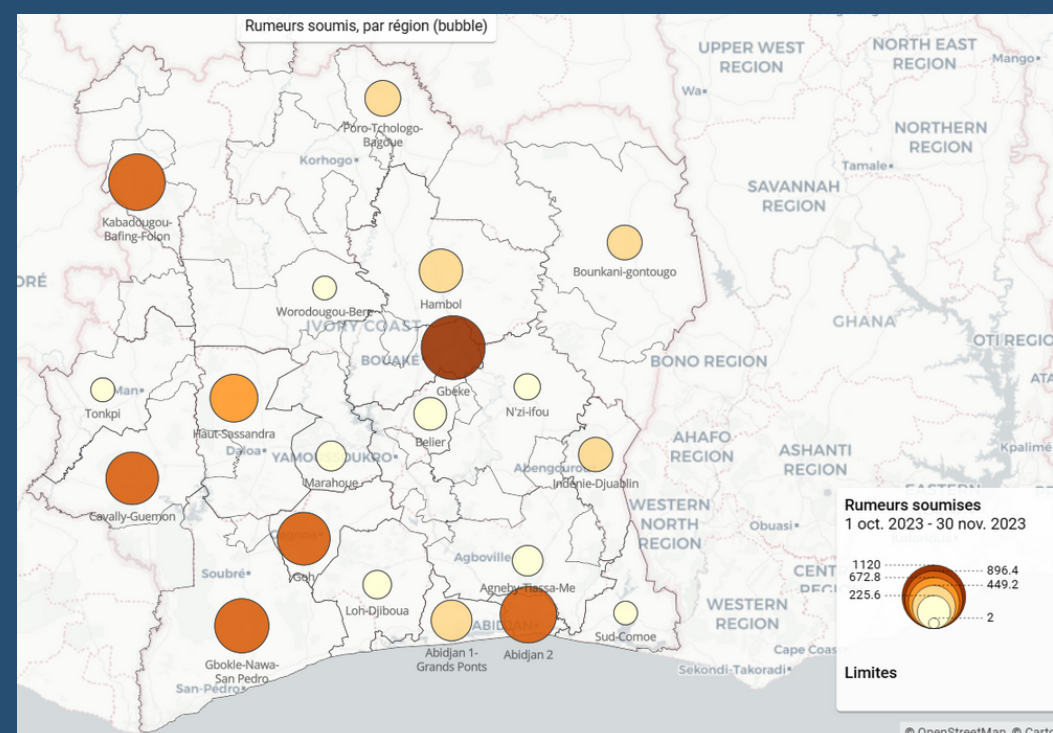 Rumeurs soumis, par région (bubble)
UPPER WEST
REGION
NORTH EAST
REGION
Mango
Wa
Poro-Tchologo-
Bagoue
Korhogo
NORTHERN
REGION
Tamale
SAVANNAH
REGION
Kabadougou-
Bafing-Folon
Bounkani-gontougo
Hambol
Worodougou-Bere
IVORY COAST
GHANA
OTI REGIO
BOUAKÉ
BONO REGION
Gbeke
Man
Tonkpi
N'zi-ifou
Haut-Sassandra
Belier
Daloa
YAMOUSSOUKRO
Marahoue
AHAFO
REGION
ASHANTI
REGION
Kpalimé
Abengourou
Indenie-Djuablin
Cavally-Guemon
EASTERN
WESTERN
NORTH
REGION
Obuasi
Rumeurs soumises
1 oct. 2023 - 30 nov. 2023
1120
672.8
225.6
896.4
449.2
2
Limites
Goh
Soubré
Agboville
Agneby-Tiassa-Me
Loh-Djiboua
WESTERN
REGION
ABIDJAN
Sud-Comoe
Abidjan 1-
Grands Ponts
Abidjan 2
Gbokle-Nawa-
San Pedro
San-Pédro
Cape Coas
Sekondi-Takoradi
© OpenStreetMap, © Carto